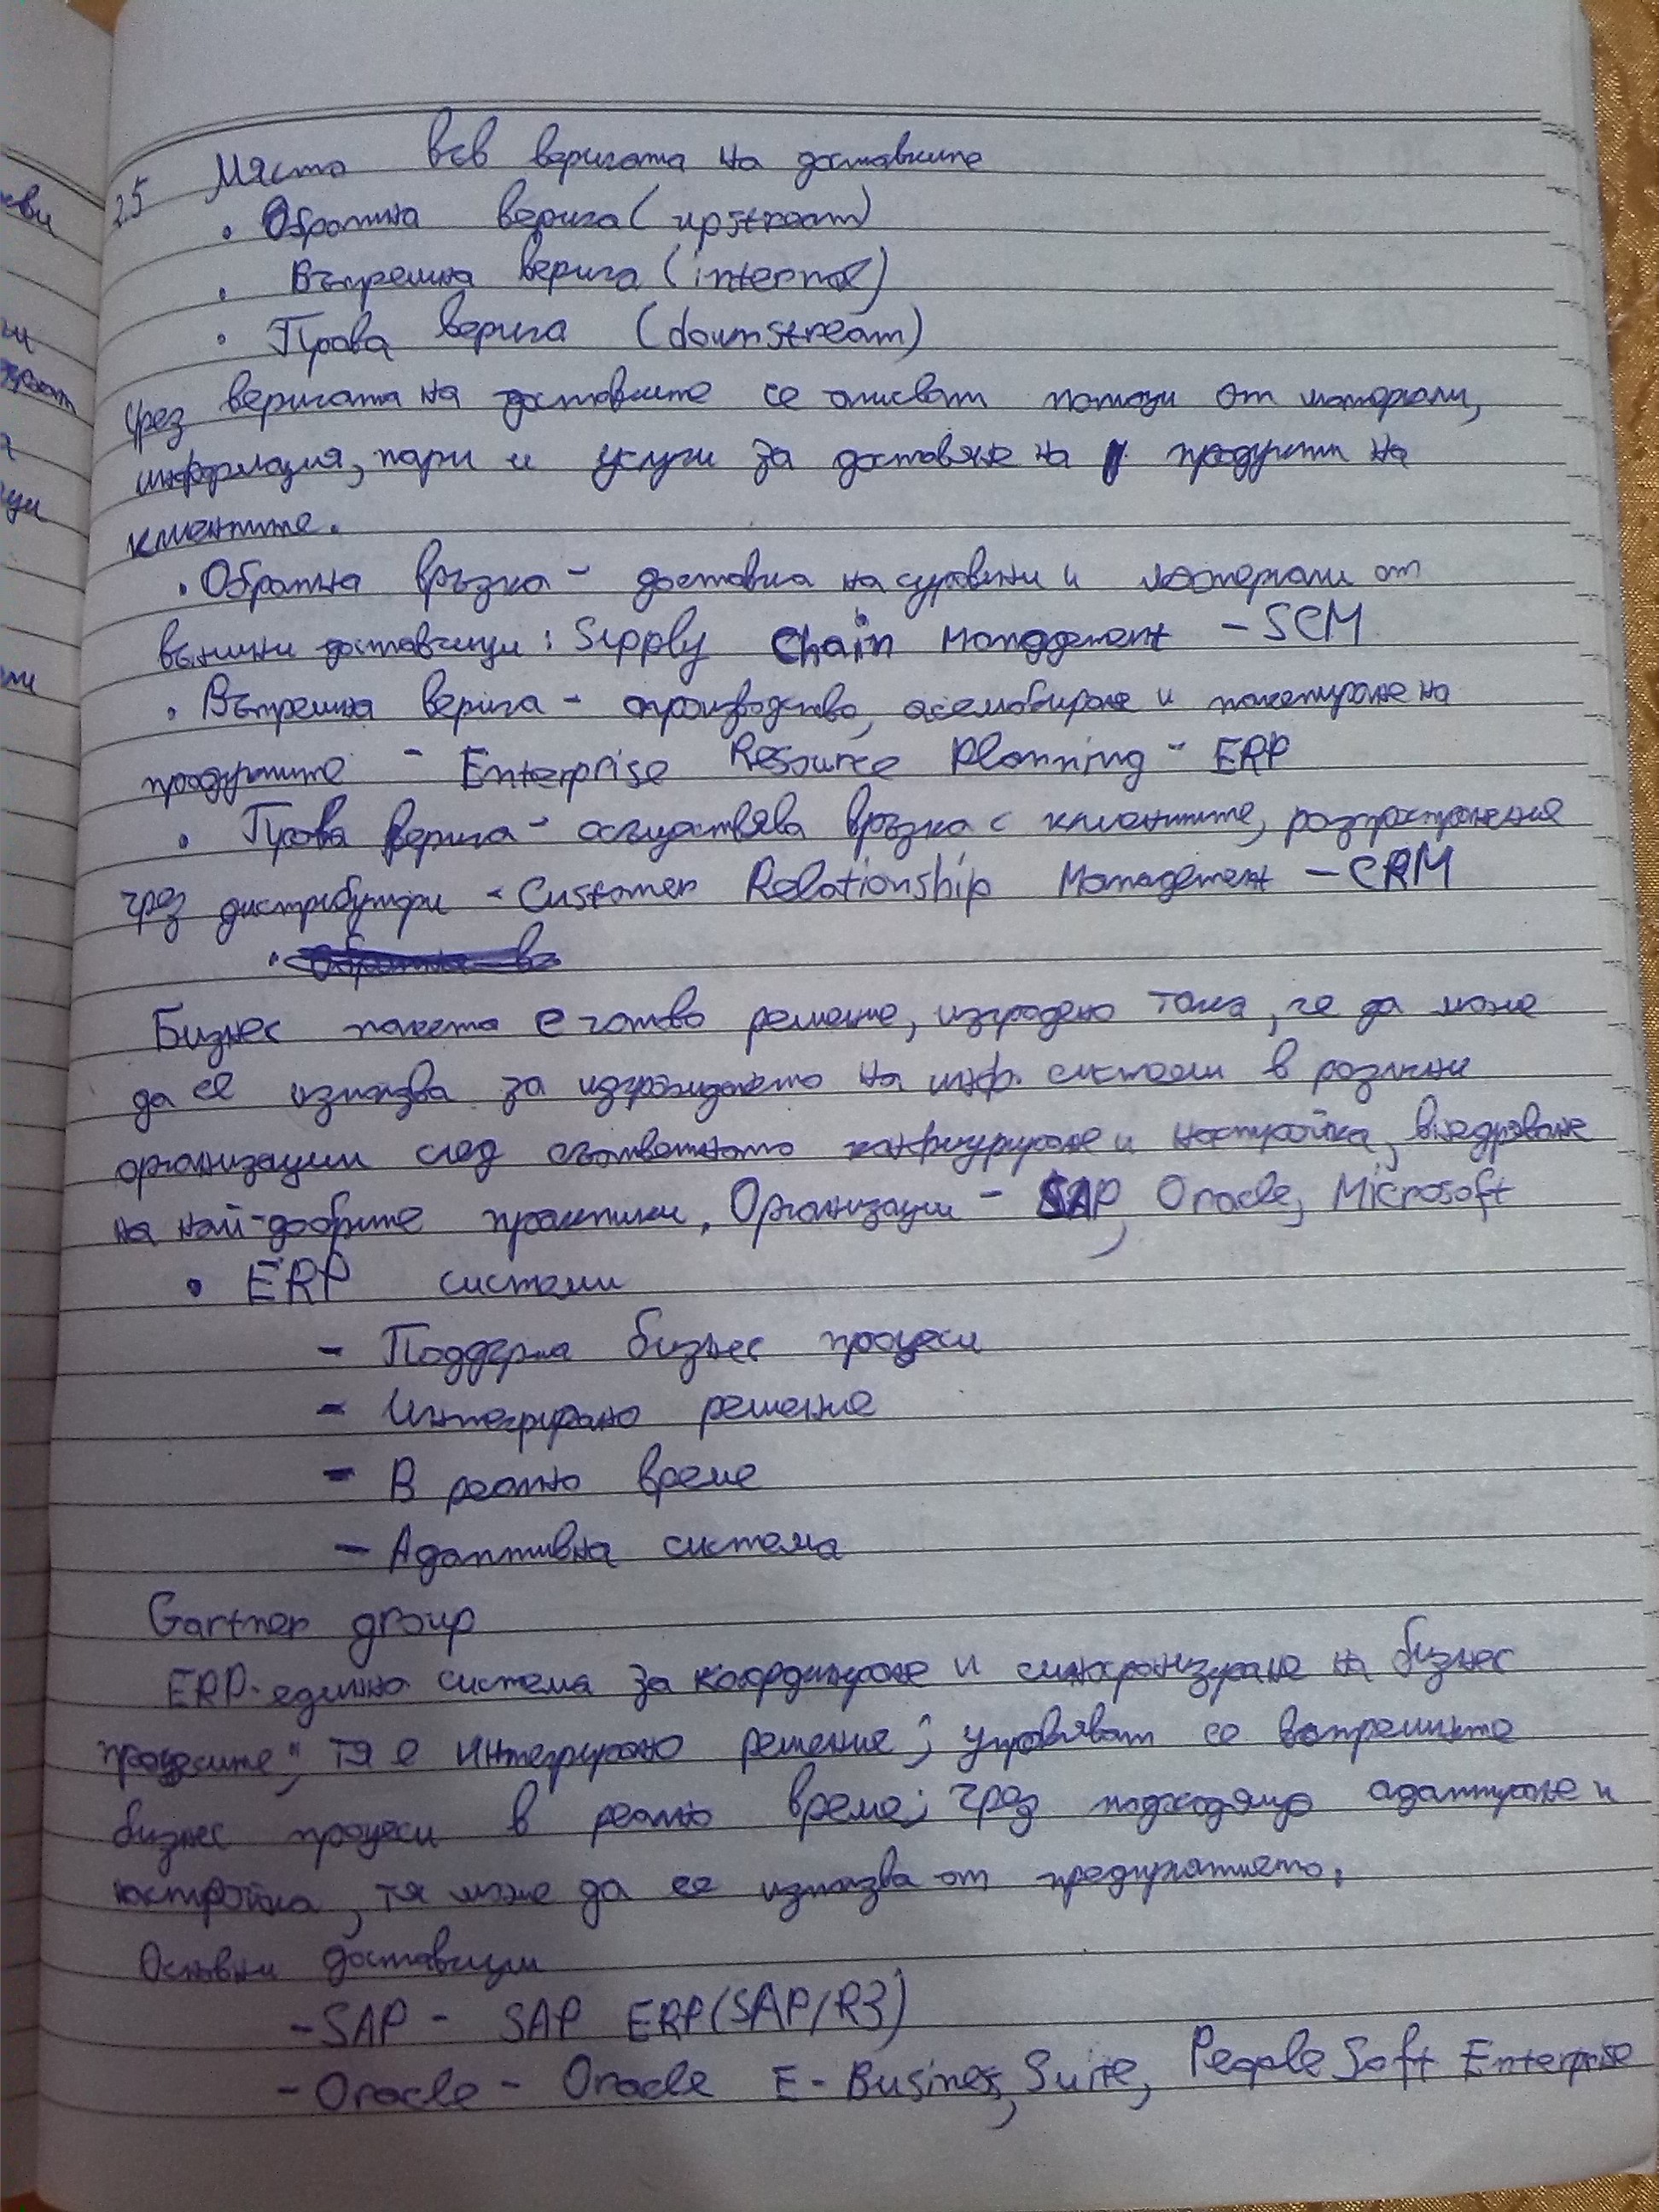 25 Място във веригата на доставките
• Обратна верига (upstream)
• Вътрешна верига (internal)
• Права верига (downstream)
Чрез веригата на доставките се описват потоци от материали,
информация, пари и услуги за доставяне на продукти на
клиентите.
• Обратна връзка - доставка на суровини и материали от
външни доставчици: Supply Chain Management - SCM
• Вътрешна верига - производство, асемблиране и пакетиране на
продуктите - Enterprise Resource Planning - ERP
• Права верига - осъществява връзка с клиентите, разпространение
чрез дистрибутори - Customer Relationship Management - CRM
Бизнес пакета е готово решение, изградено така, че да може
да се използва за изграждането на инф. системи в различни
организации след съответното конфигуриране и настройка, внедряване
на най-добрите практики. Организации - SAP, Oracle, Microsoft
• ERP системи
- Поддържа бизнес процеси
- Интегрирано решение
- В реално време
- Адаптивна система
Gartner group
ERP-единна система за координиране и синхронизиране на бизнес
процесите; тя е интегрирано решение; управляват се вътрешните
бизнес процеси в реално време; чрез подходящо адаптиране и
настройка, тя може да се използва от предприятието.
Основни доставчици
- SAP - SAP ERP (SAP/R3)
- Oracle - Oracle E-Business Suite, PeopleSoft Enterprise